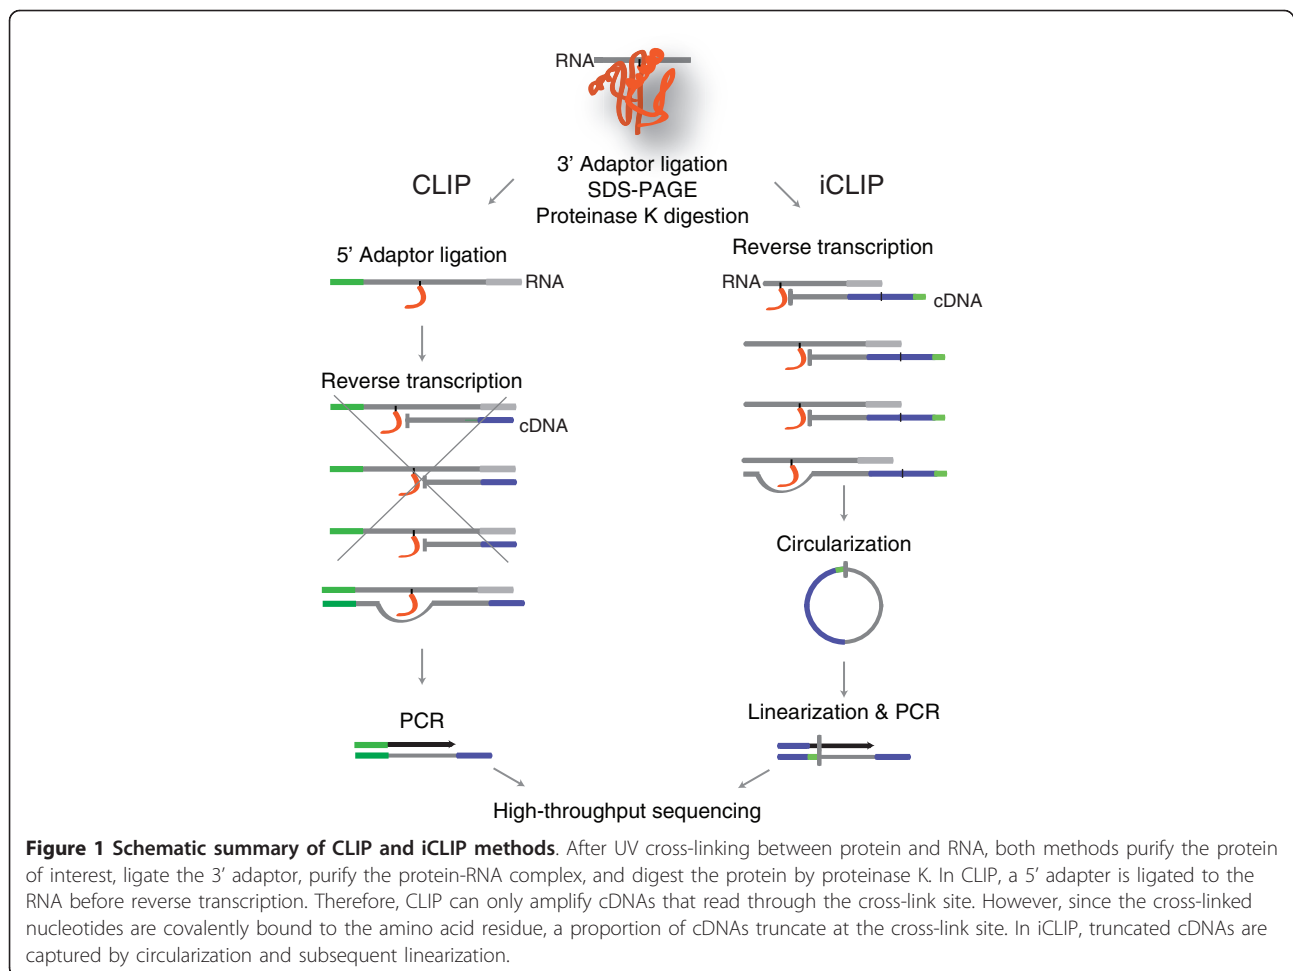 RNA
3’ Adaptor ligation
SDS-PAGE
Proteinase K digestion
CLIP
iCLIP
5’ Adaptor ligation
RNA
Reverse transcription
cDNA
PCR
Reverse transcription
RNA
cDNA
Circularization
Linearization & PCR
High-throughput sequencing
Figure 1 Schematic summary of CLIP and iCLIP methods. After UV cross-linking between protein and RNA, both methods purify the protein
of interest, ligate the 3’ adaptor, purify the protein-RNA complex, and digest the protein by proteinase K. In CLIP, a 5’ adapter is ligated to the
RNA before reverse transcription. Therefore, CLIP can only amplify cDNAs that read through the cross-link site. However, since the cross-linked
nucleotides are covalently bound to the amino acid residue, a proportion of cDNAs truncate at the cross-link site. In iCLIP, truncated cDNAs are
captured by circularization and subsequent linearization.